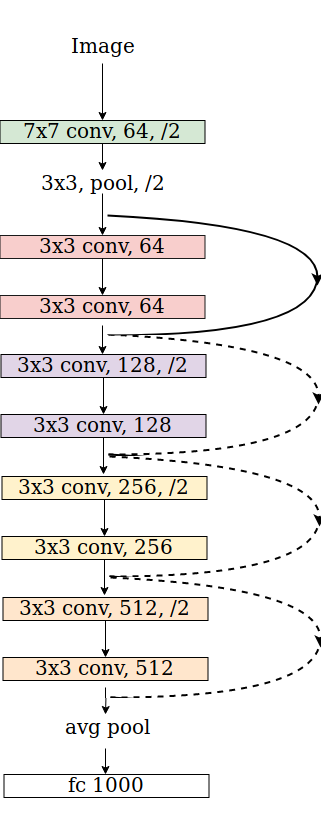 Image
7x7 conv, 64, /2
3x3, pool, /2
3x3 conv, 64
3x3 conv, 64
3x3 conv, 128, /2
3x3 conv, 128
3x3 conv, 256, /2
3x3 conv, 256
3x3 conv, 512, /2
3x3 conv, 512
avg pool
fc 1000